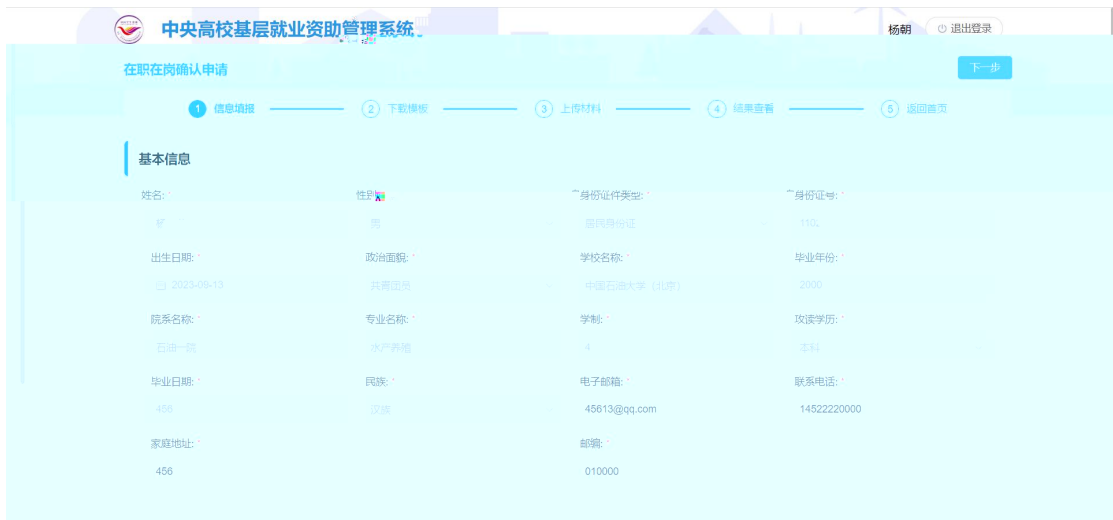 中央高校基层就业资助管理系统
杨朝 退出登录
在职在岗确认申请 下一步
1 信息填报 2 下载模板 3 上传材料 4 结果查看 5 返回首页
基本信息
姓名: * 性别 身份证件类型: * 身份证号: *
男 居民身份证 110
出生日期: * 政治面貌: * 学校名称: * 毕业年份: *
2023-09-13 共青团员 中国石油大学（北京） 2000
院系名称: * 专业名称: * 学制: * 攻读学历: *
石油一院 水产养殖 4 本科
毕业日期: * 民族: * 电子邮箱: * 联系电话: *
456 汉族 45613@qq.com 14522220000
家庭地址: * 邮编: *
456 010000